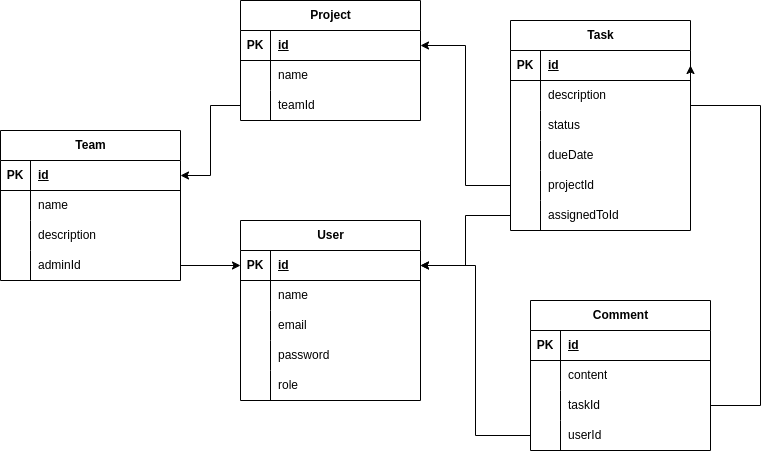 Project
PK id
name
teamId
Task
PK id
description
status
dueDate
projectId
assignedToId
Team
PK id
name
description
adminId
User
PK id
name
email
password
role
Comment
PK id
content
taskId
userId